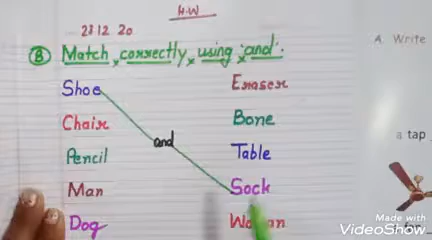 H.W
23 12 20
B Match correctly using 'and'.
Shoe Eraser
Chair Bone
and
Pencil Table
Man Sock
Dog Woman
A. Write
a tap
Made with
VideoShow